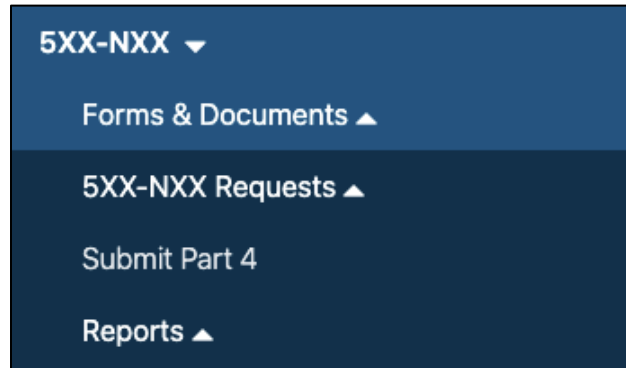 5XX-NXX
Forms & Documents
5XX-NXX Requests
Submit Part 4
Reports